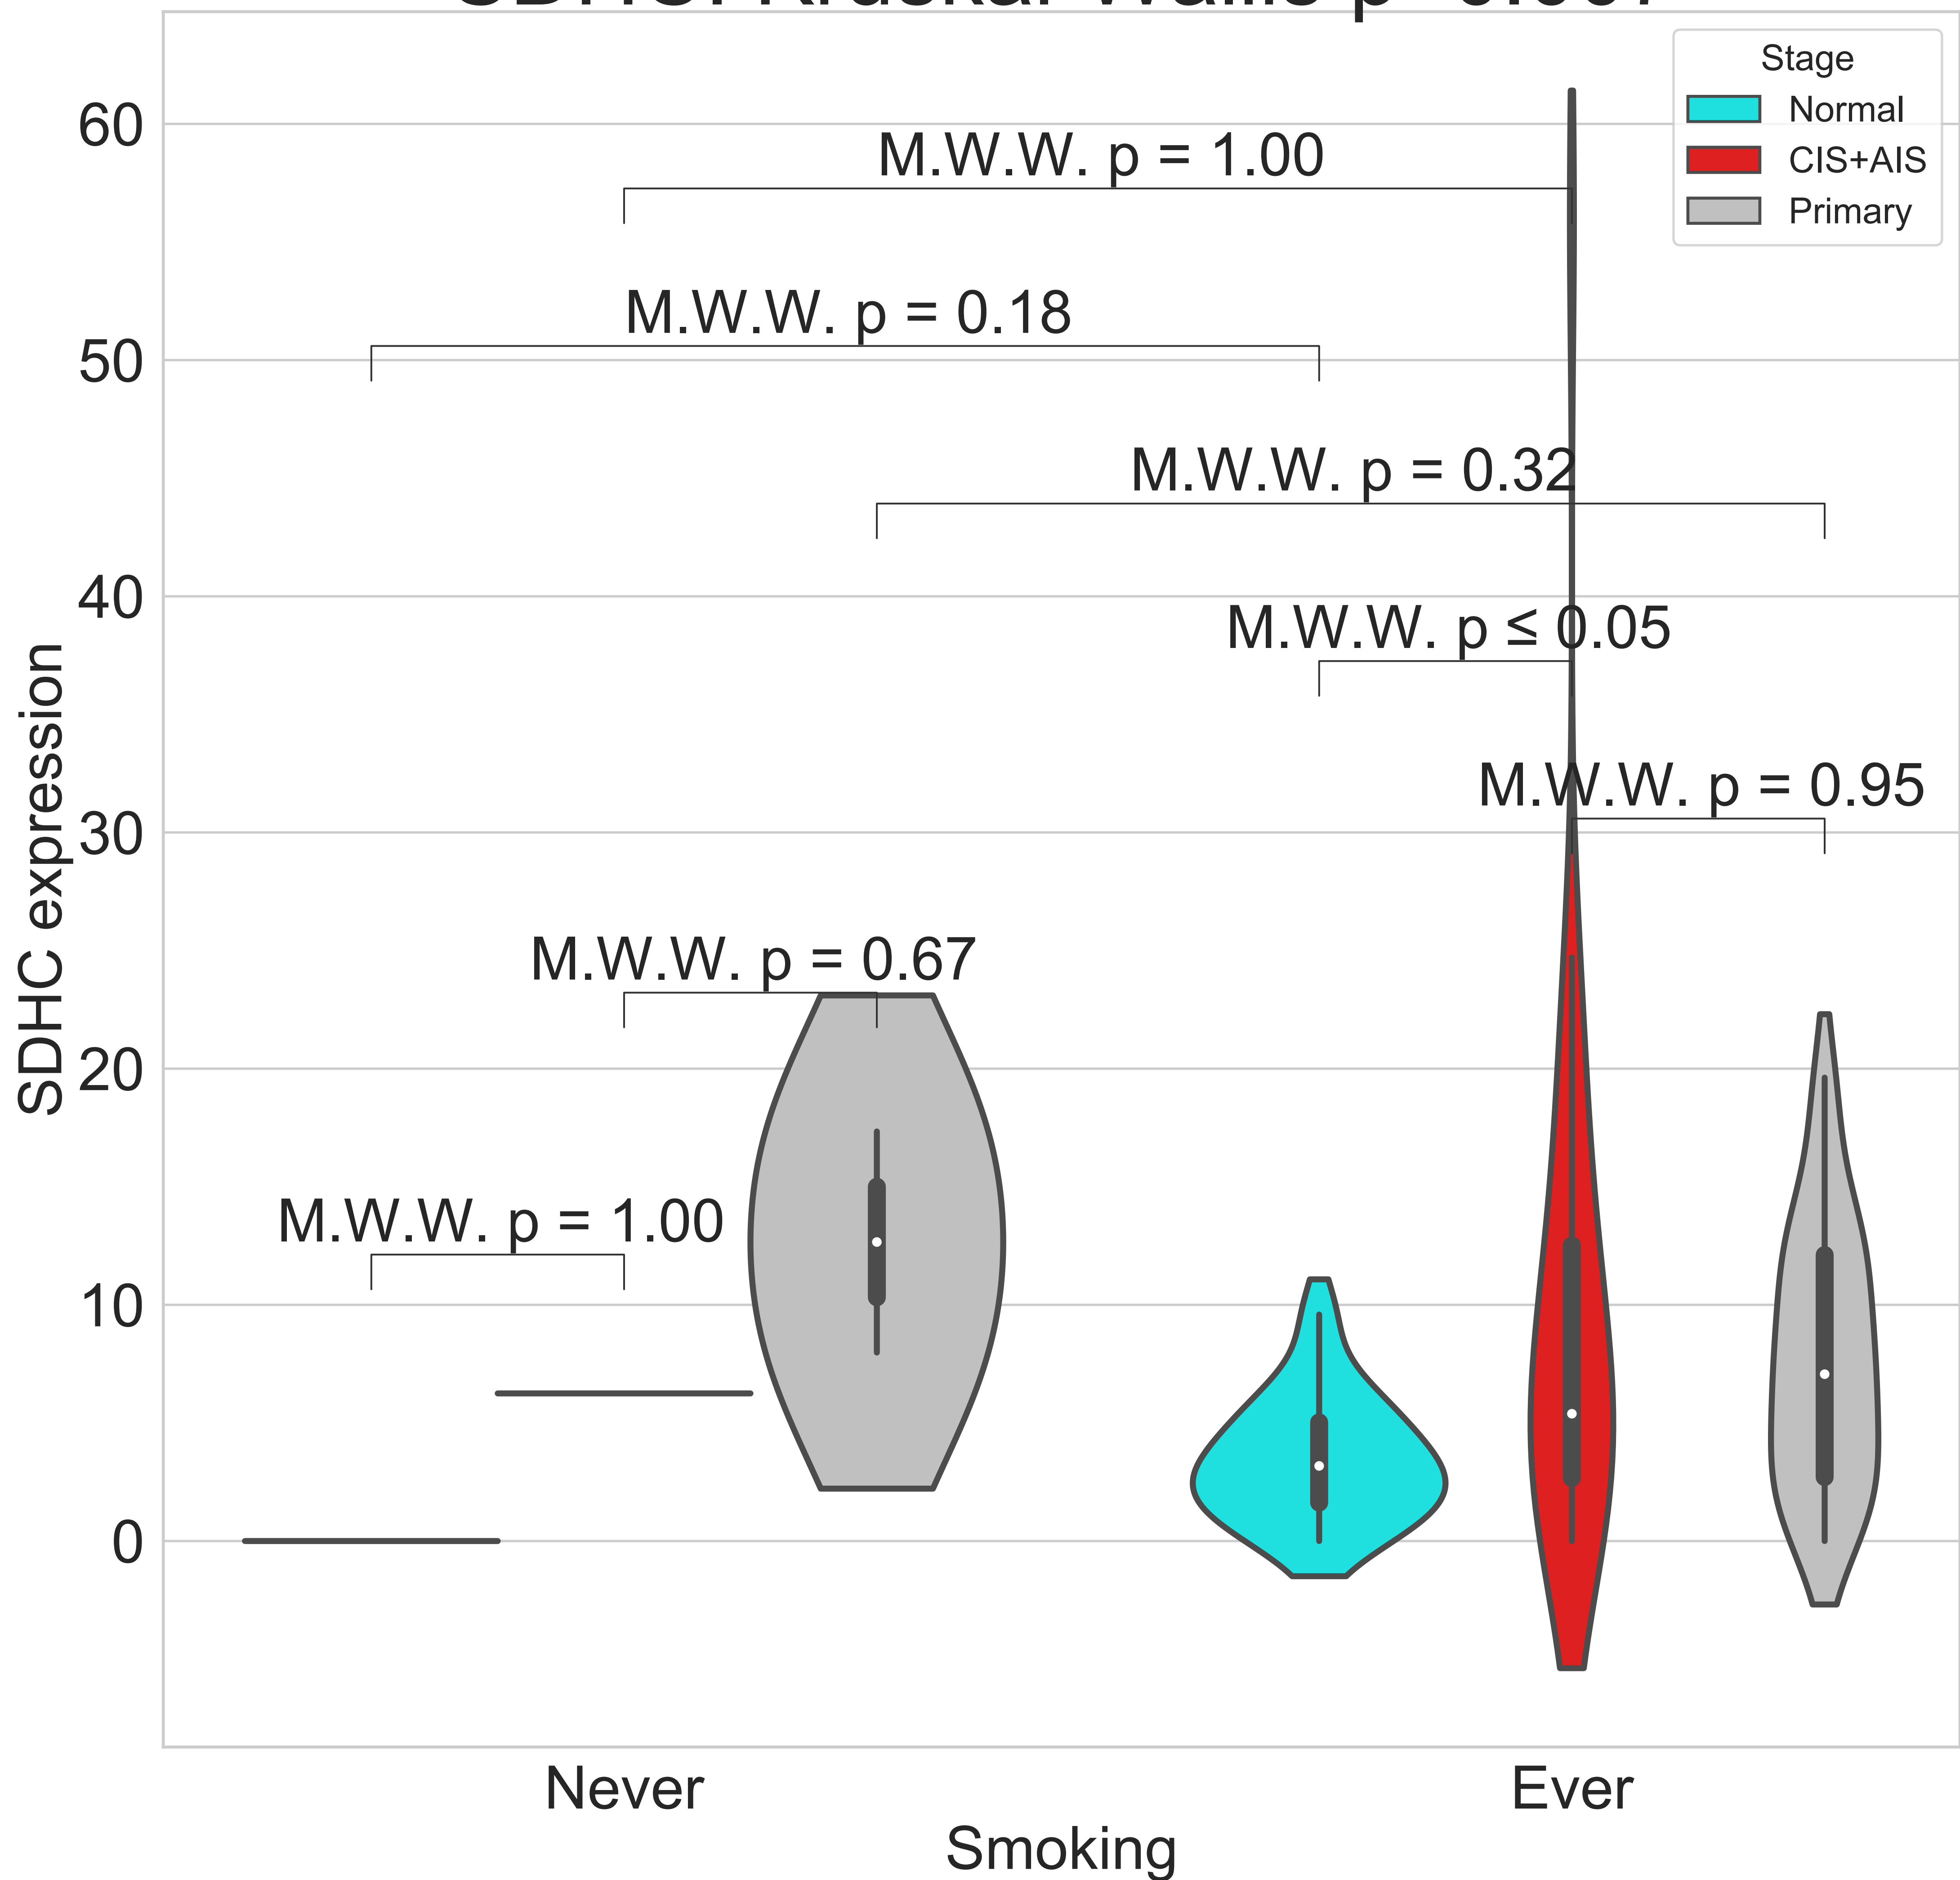 Stage
Normal
CIS+AIS
Primary
60
50
40
30
20
10
0
SDHC expression
M.W.W. p = 1.00
M.W.W. p = 0.18
M.W.W. p = 0.32
M.W.W. p ≤ 0.05
M.W.W. p = 0.95
M.W.W. p = 0.67
M.W.W. p = 1.00
Never
Ever
Smoking